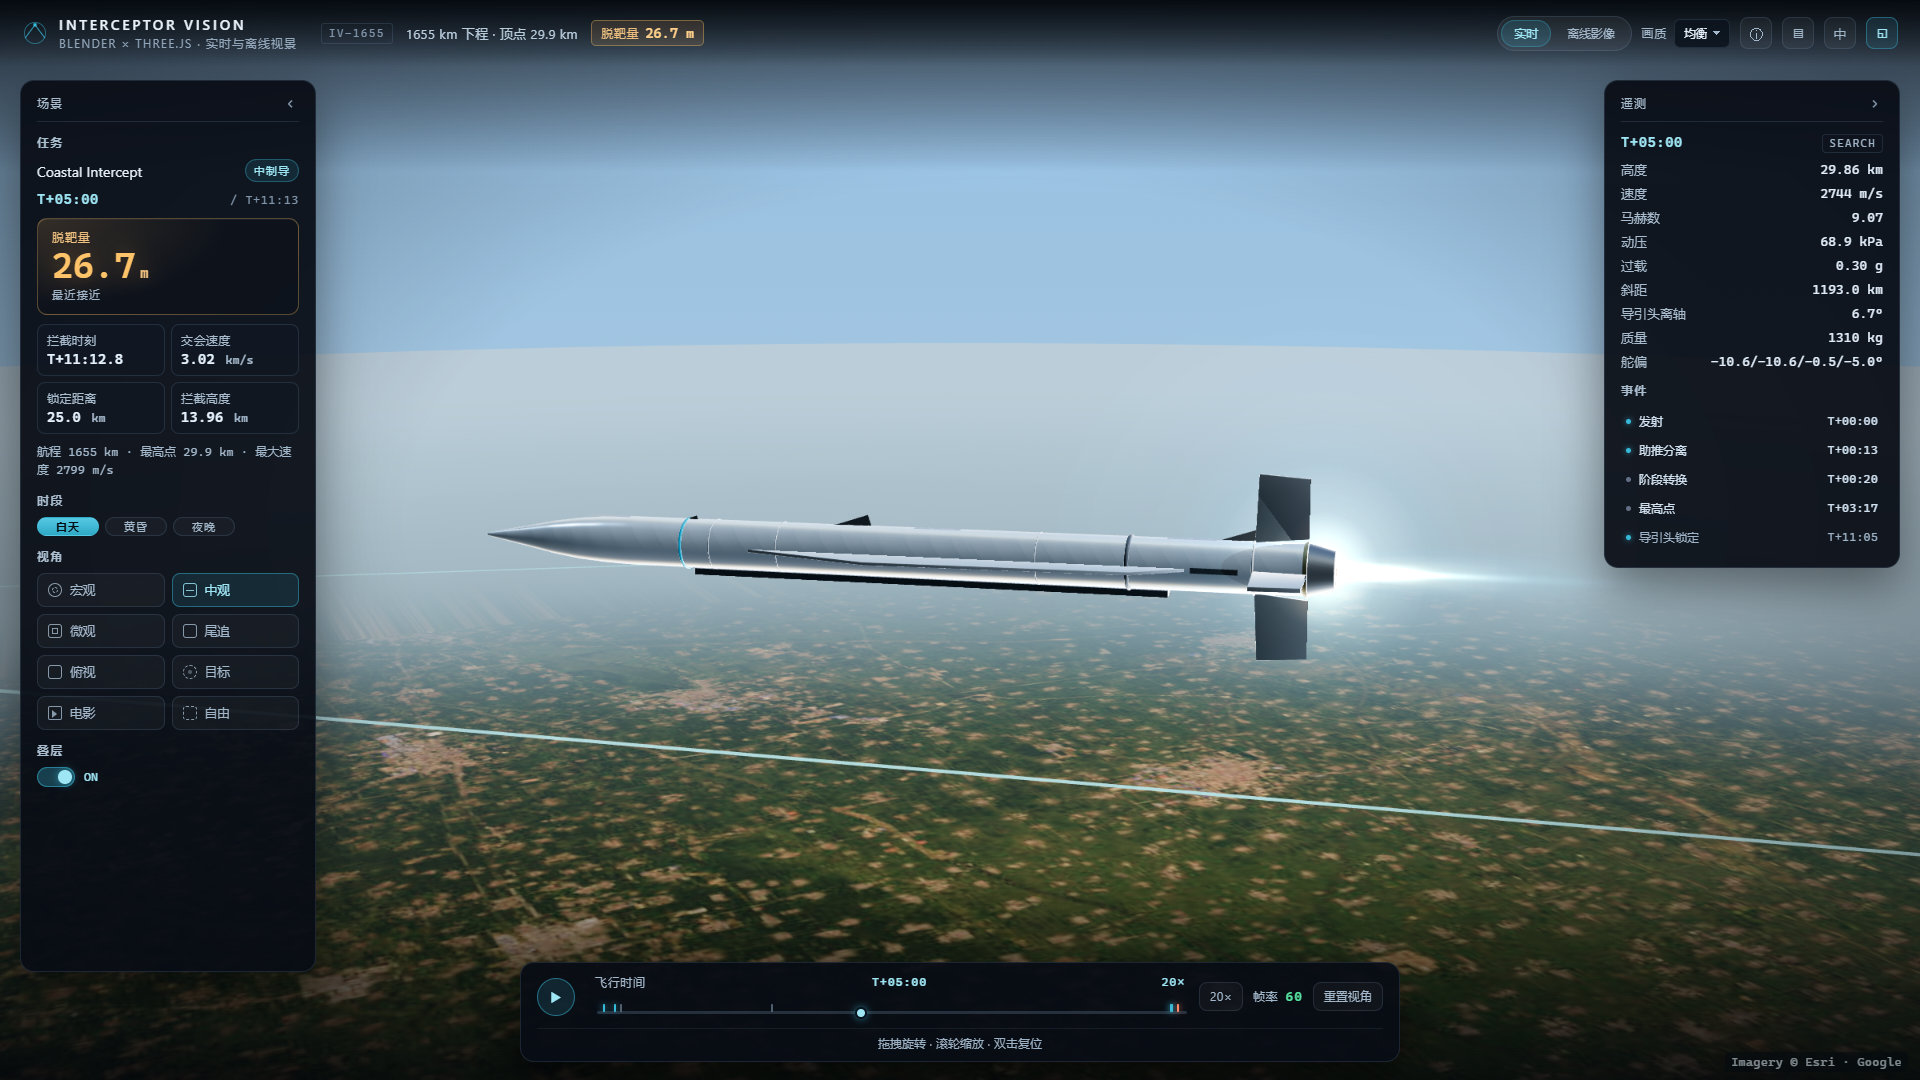 INTERCEPTOR VISION
BLENDER × THREE.JS · 实时与离线视景
IV-1655
1655 km 下程 · 顶点 29.9 km
脱靶量 26.7 m
实时
离线影像
画质
均衡
中
场景
任务
Coastal Intercept
中制导
T+05:00
/ T+11:13
脱靶量
26.7 m
最近接近
拦截时刻
T+11:12.8
交会速度
3.02 km/s
锁定距离
25.0 km
拦截高度
13.96 km
航程 1655 km · 最高点 29.9 km · 最大速
度 2799 m/s
时段
白天
黄昏
夜晚
视角
宏观
中观
微观
尾追
俯视
目标
电影
自由
叠层
ON
遥测
T+05:00
SEARCH
高度 29.86 km
速度 2744 m/s
马赫数 9.07
动压 68.9 kPa
过载 0.30 g
斜距 1193.0 km
导引头离轴 6.7°
质量 1310 kg
舵偏 −10.6/−10.6/−0.5/−5.0°
事件
发射 T+00:00
助推分离 T+00:13
阶段转换 T+00:20
最高点 T+03:17
导引头锁定 T+11:05
飞行时间
T+05:00
20×
20×
帧率 60
重置视角
拖拽旋转 · 滚轮缩放 · 双击复位
Imagery © Esri · Google